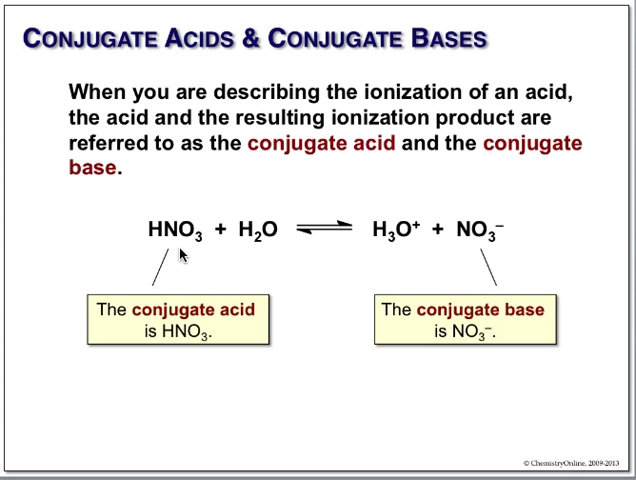 CONJUGATE ACIDS & CONJUGATE BASES
When you are describing the ionization of an acid,
the acid and the resulting ionization product are
referred to as the conjugate acid and the conjugate
base.
HNO₃ + H₂O ⇌ H₃O⁺ + NO₃⁻
The conjugate acid
is HNO₃.
The conjugate base
is NO₃⁻.
© ChemistryOnline, 2009-2013